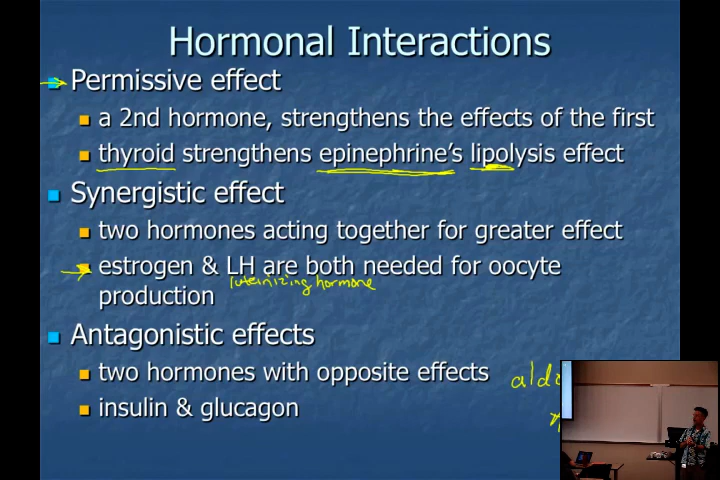 Hormonal Interactions
Permissive effect
a 2nd hormone, strengthens the effects of the first
thyroid strengthens epinephrine's lipolysis effect
Synergistic effect
two hormones acting together for greater effect
estrogen & LH are both needed for oocyte
luteinizing hormone
production
Antagonistic effects
two hormones with opposite effects
insulin & glucagon